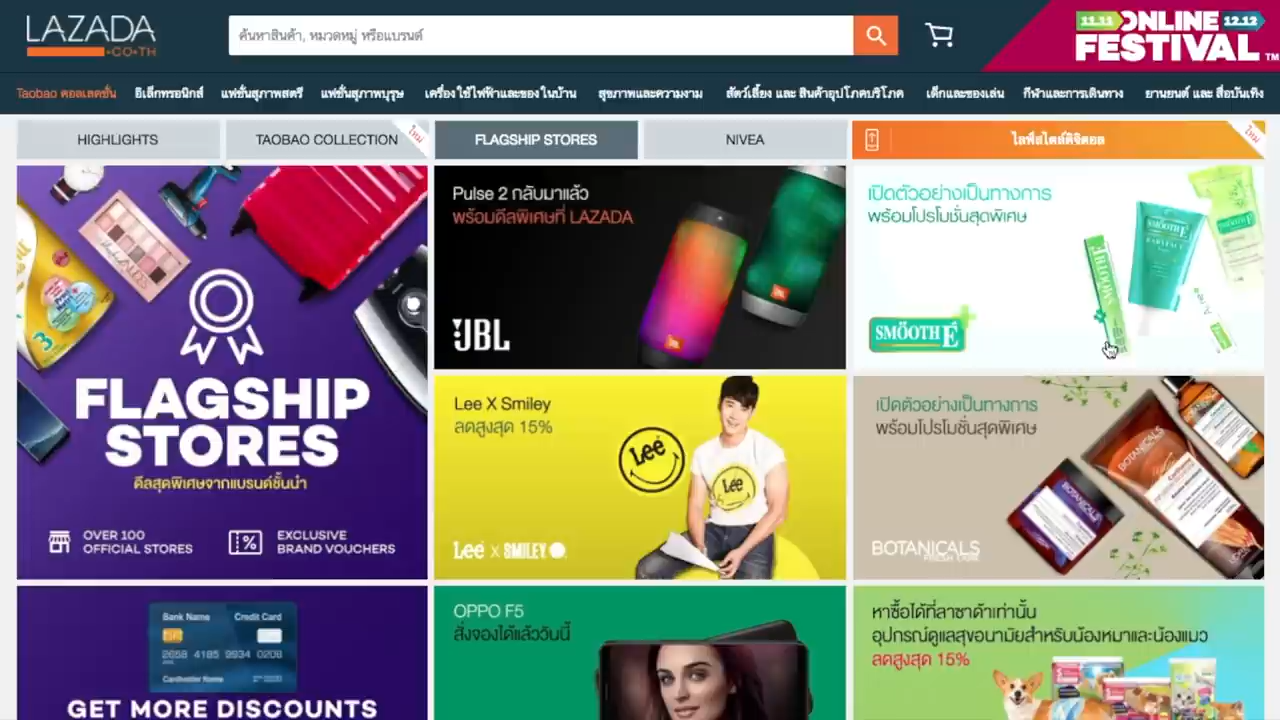 LAZADA
.CO.TH
ค้นหาสินค้า, หมวดหมู่ หรือแบรนด์
11.11 ONLINE 12.12
FESTIVAL TM
Taobao คอลเลคชั่น อิเล็กทรอนิกส์ แฟชั่นสุภาพสตรี แฟชั่นสุภาพบุรุษ เครื่องใช้ไฟฟ้าและของในบ้าน สุขภาพและความงาม สัตว์เลี้ยง และ สินค้าอุปโภคบริโภค เด็กและของเล่น กีฬาและการเดินทาง ยานยนต์ และ สื่อบันเทิง
HIGHLIGHTS TAOBAO COLLECTION ใหม่ FLAGSHIP STORES NIVEA ไลฟ์สไตล์ดิจิตอล ใหม่
FLAGSHIP
STORES
ดีลสุดพิเศษจากแบรนด์ชั้นนำ
OVER 100
OFFICIAL STORES
EXCLUSIVE
BRAND VOUCHERS
Pulse 2 กลับมาแล้ว
พร้อมดีลพิเศษที่ LAZADA
JBL
เปิดตัวอย่างเป็นทางการ
พร้อมโปรโมชั่นสุดพิเศษ
SMOOTH E
SMOOTH E
BABYFACE
Lee X Smiley
ลดสูงสุด 15%
Lee
Lee
Lee X SMILEY
เปิดตัวอย่างเป็นทางการ
พร้อมโปรโมชั่นสุดพิเศษ
BOTANICALS
BOTANICALS
BOTANICALS
FRESH CARE
Bank Name Credit Card
2658 4185 9934 0208
Cardholder Name
GET MORE DISCOUNTS
OPPO F5
สั่งจองได้แล้ววันนี้
หาซื้อได้ที่ลาซาด้าเท่านั้น
อุปกรณ์ดูแลสุขอนามัยสำหรับน้องหมาและน้องแมว
ลดสูงสุด 15%